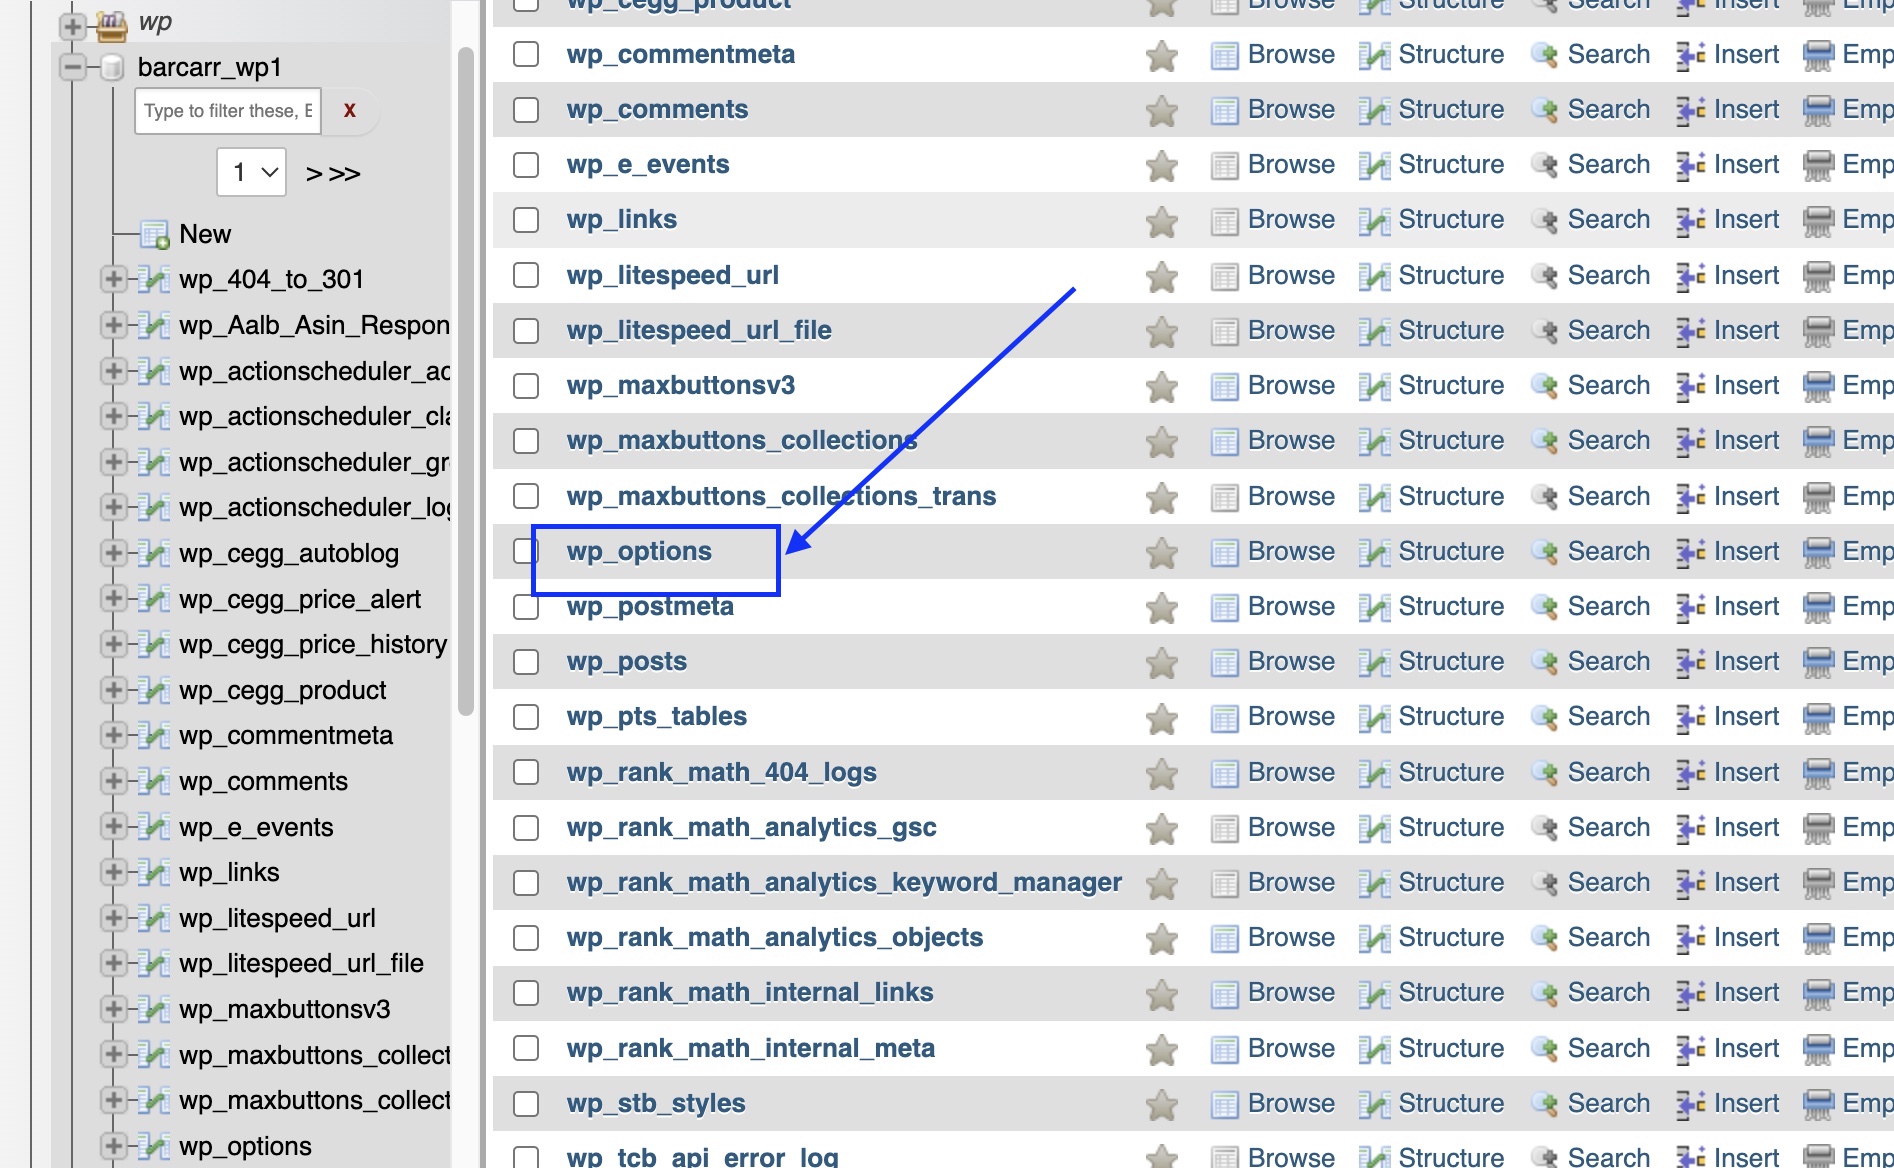 wp
barcarr_wp1
Type to filter these, E X
1 > >>
New
wp_404_to_301
wp_Aalb_Asin_Respon
wp_actionscheduler_ac
wp_actionscheduler_cla
wp_actionscheduler_gr
wp_actionscheduler_log
wp_cegg_autoblog
wp_cegg_price_alert
wp_cegg_price_history
wp_cegg_product
wp_commentmeta
wp_comments
wp_e_events
wp_links
wp_litespeed_url
wp_litespeed_url_file
wp_maxbuttonsv3
wp_maxbuttons_collect
wp_maxbuttons_collect
wp_options
wp_cegg_product Browse Structure Search Insert Emp
wp_commentmeta Browse Structure Search Insert Emp
wp_comments Browse Structure Search Insert Emp
wp_e_events Browse Structure Search Insert Emp
wp_links Browse Structure Search Insert Emp
wp_litespeed_url Browse Structure Search Insert Emp
wp_litespeed_url_file Browse Structure Search Insert Emp
wp_maxbuttonsv3 Browse Structure Search Insert Emp
wp_maxbuttons_collections Browse Structure Search Insert Emp
wp_maxbuttons_collections_trans Browse Structure Search Insert Emp
wp_options Browse Structure Search Insert Emp
wp_postmeta Browse Structure Search Insert Emp
wp_posts Browse Structure Search Insert Emp
wp_pts_tables Browse Structure Search Insert Emp
wp_rank_math_404_logs Browse Structure Search Insert Emp
wp_rank_math_analytics_gsc Browse Structure Search Insert Emp
wp_rank_math_analytics_keyword_manager Browse Structure Search Insert Emp
wp_rank_math_analytics_objects Browse Structure Search Insert Emp
wp_rank_math_internal_links Browse Structure Search Insert Emp
wp_rank_math_internal_meta Browse Structure Search Insert Emp
wp_stb_styles Browse Structure Search Insert Emp
wp_tcb_api_error_log Browse Structure Search Insert Emp